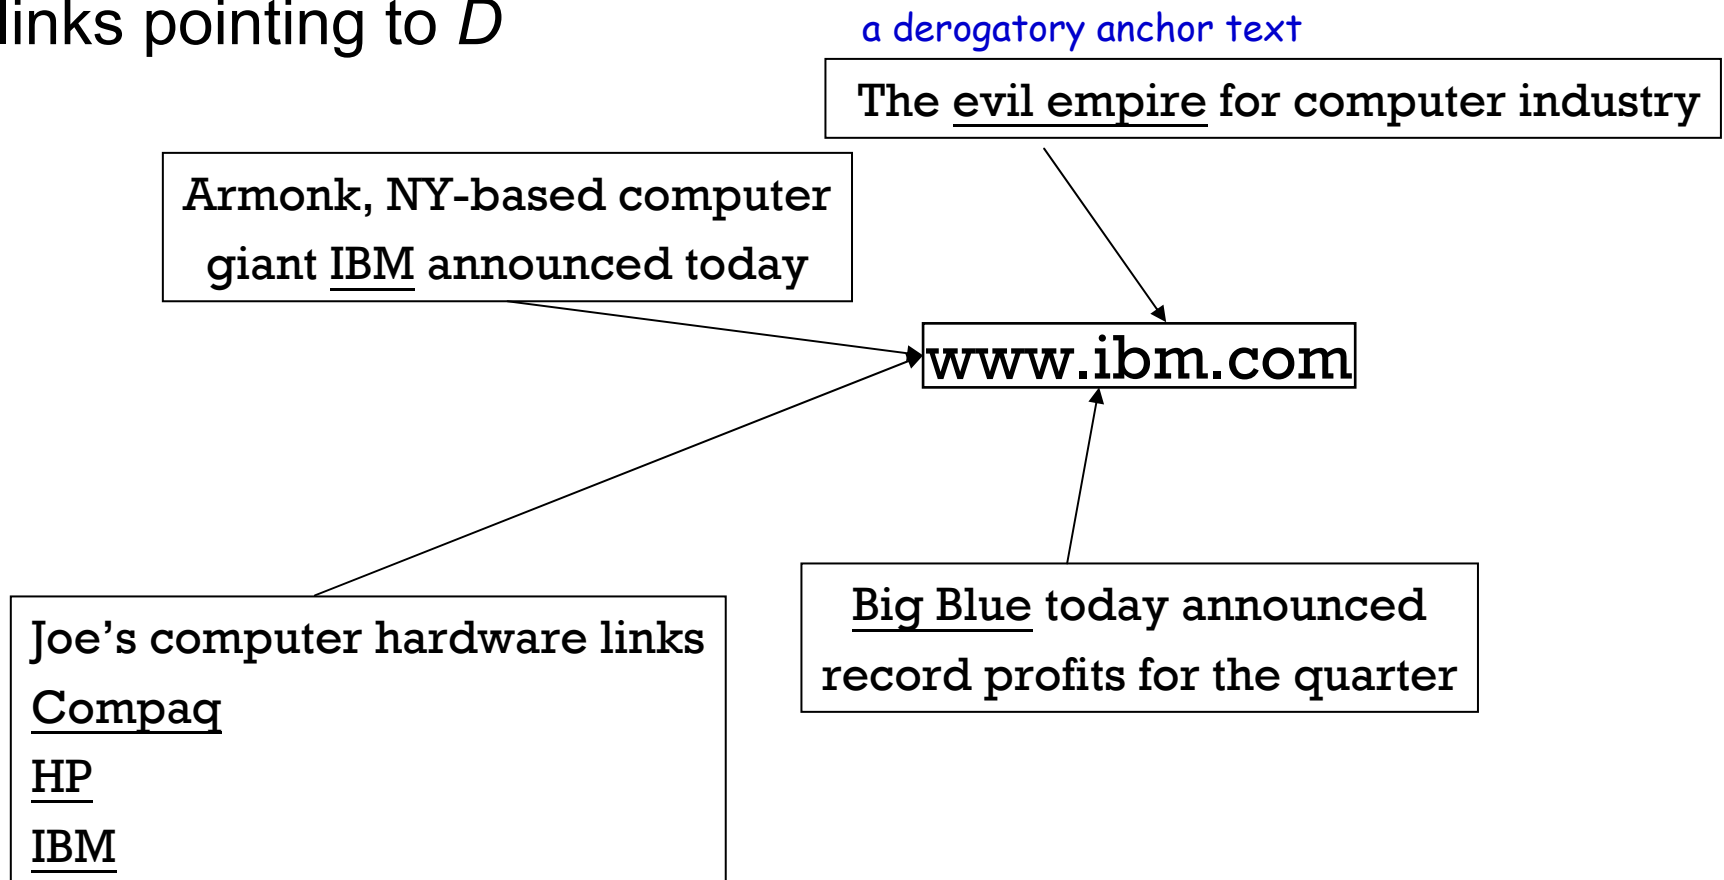 links pointing to D
a derogatory anchor text
The evil empire for computer industry
Armonk, NY-based computer
giant IBM announced today
www.ibm.com
Joe’s computer hardware links
Compaq
HP
IBM
Big Blue today announced
record profits for the quarter